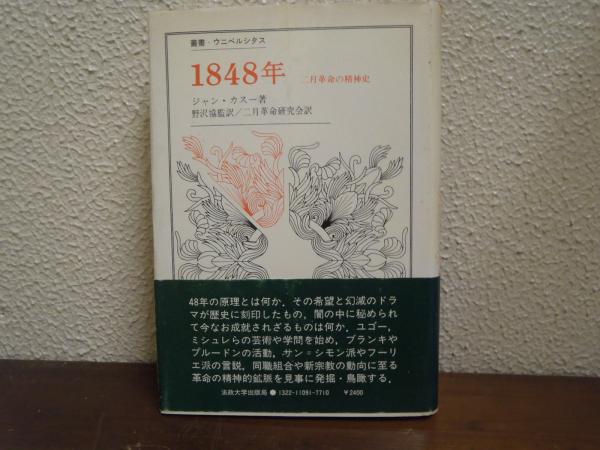 叢書・ウニベルシタス
1848年 二月革命の精神史
ジャン・カスー著
野沢協監訳/二月革命研究会訳
48年の原理とは何か。その希望と幻滅のドラ
マが歴史に刻印したもの,闇の中に秘められ
て今なお成就されざるものは何か。ユゴー,
ミシュレらの芸術や学問を始め,ブランキや
プルードンの活動,サン=シモン派やフーリ
エ派の言説,同職組合や新宗教の動向に至る
革命の精神的鉱脈を見事に発掘・鳥瞰する。
法政大学出版局 ● 1322-11091-7710 ¥2400